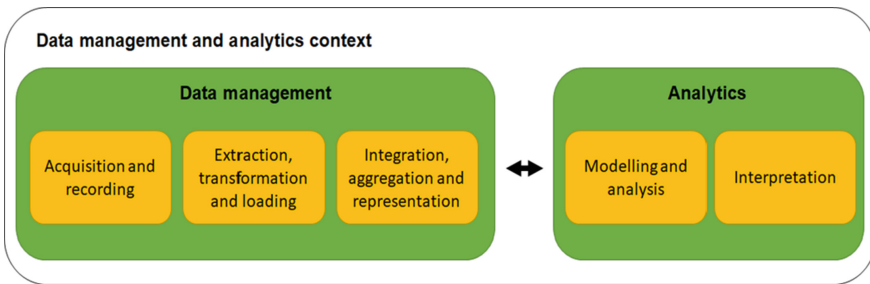 Data management and analytics context
Data management
Acquisition and
recording
Extraction,
transformation
and loading
Integration,
aggregation and
representation
Analytics
Modelling and
analysis
Interpretation